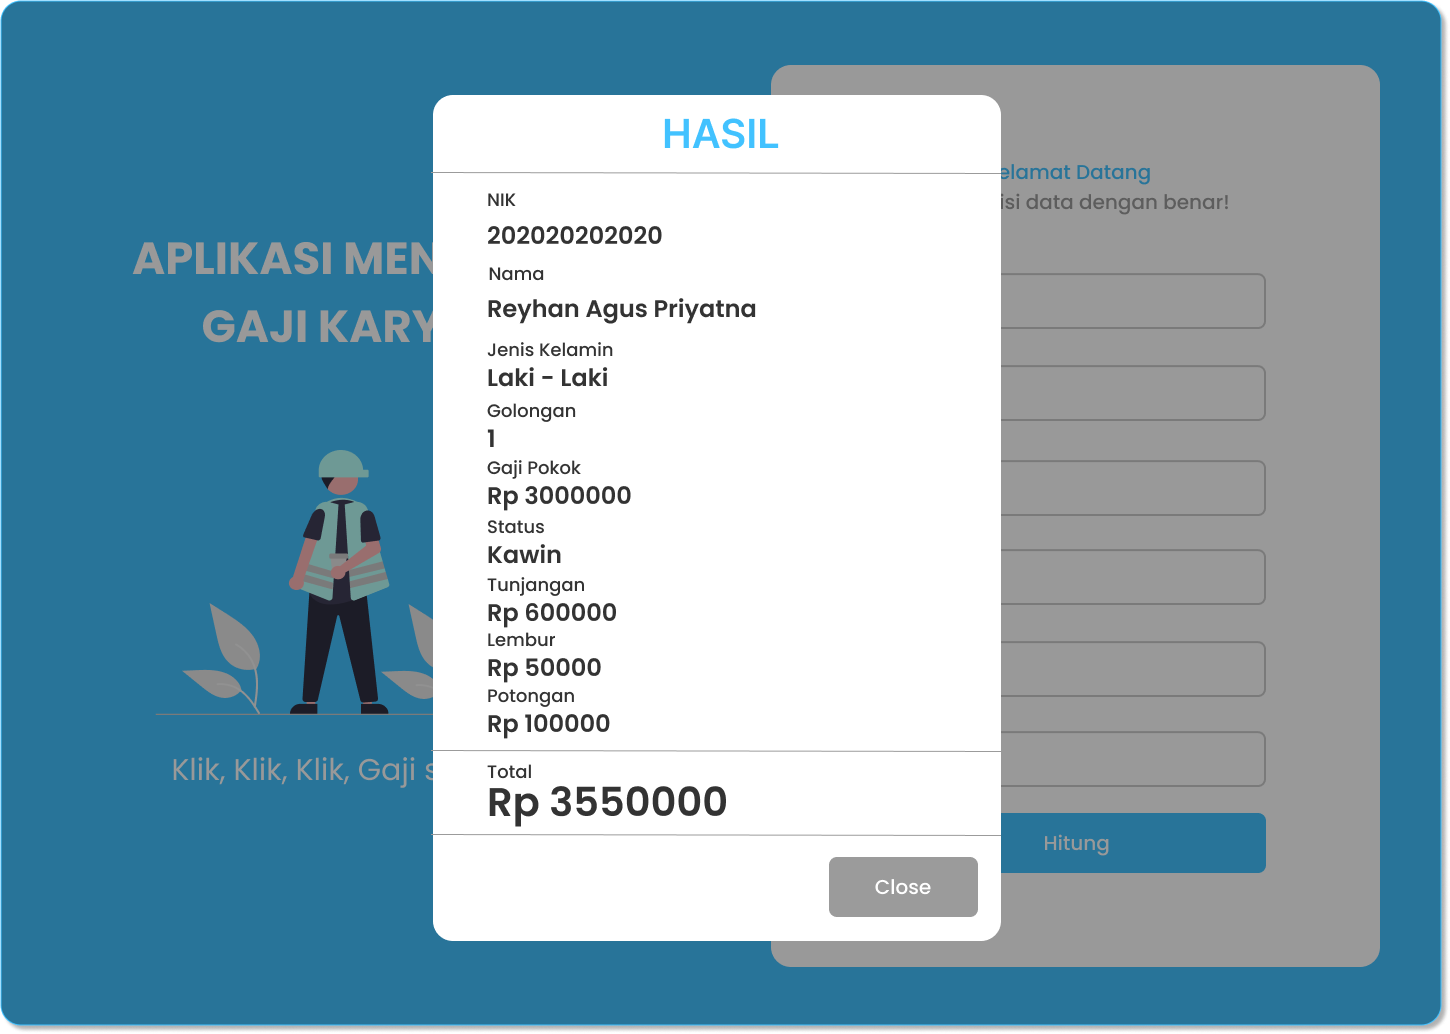 APLIKASI MEN
GAJI KARY
Klik, Klik, Klik, Gaji s
HASIL
NIK
202020202020
Nama
Reyhan Agus Priyatna
Jenis Kelamin
Laki - Laki
Golongan
1
Gaji Pokok
Rp 3000000
Status
Kawin
Tunjangan
Rp 600000
Lembur
Rp 50000
Potongan
Rp 100000
Total
Rp 3550000
Close
elamat Datang
isi data dengan benar!
Hitung